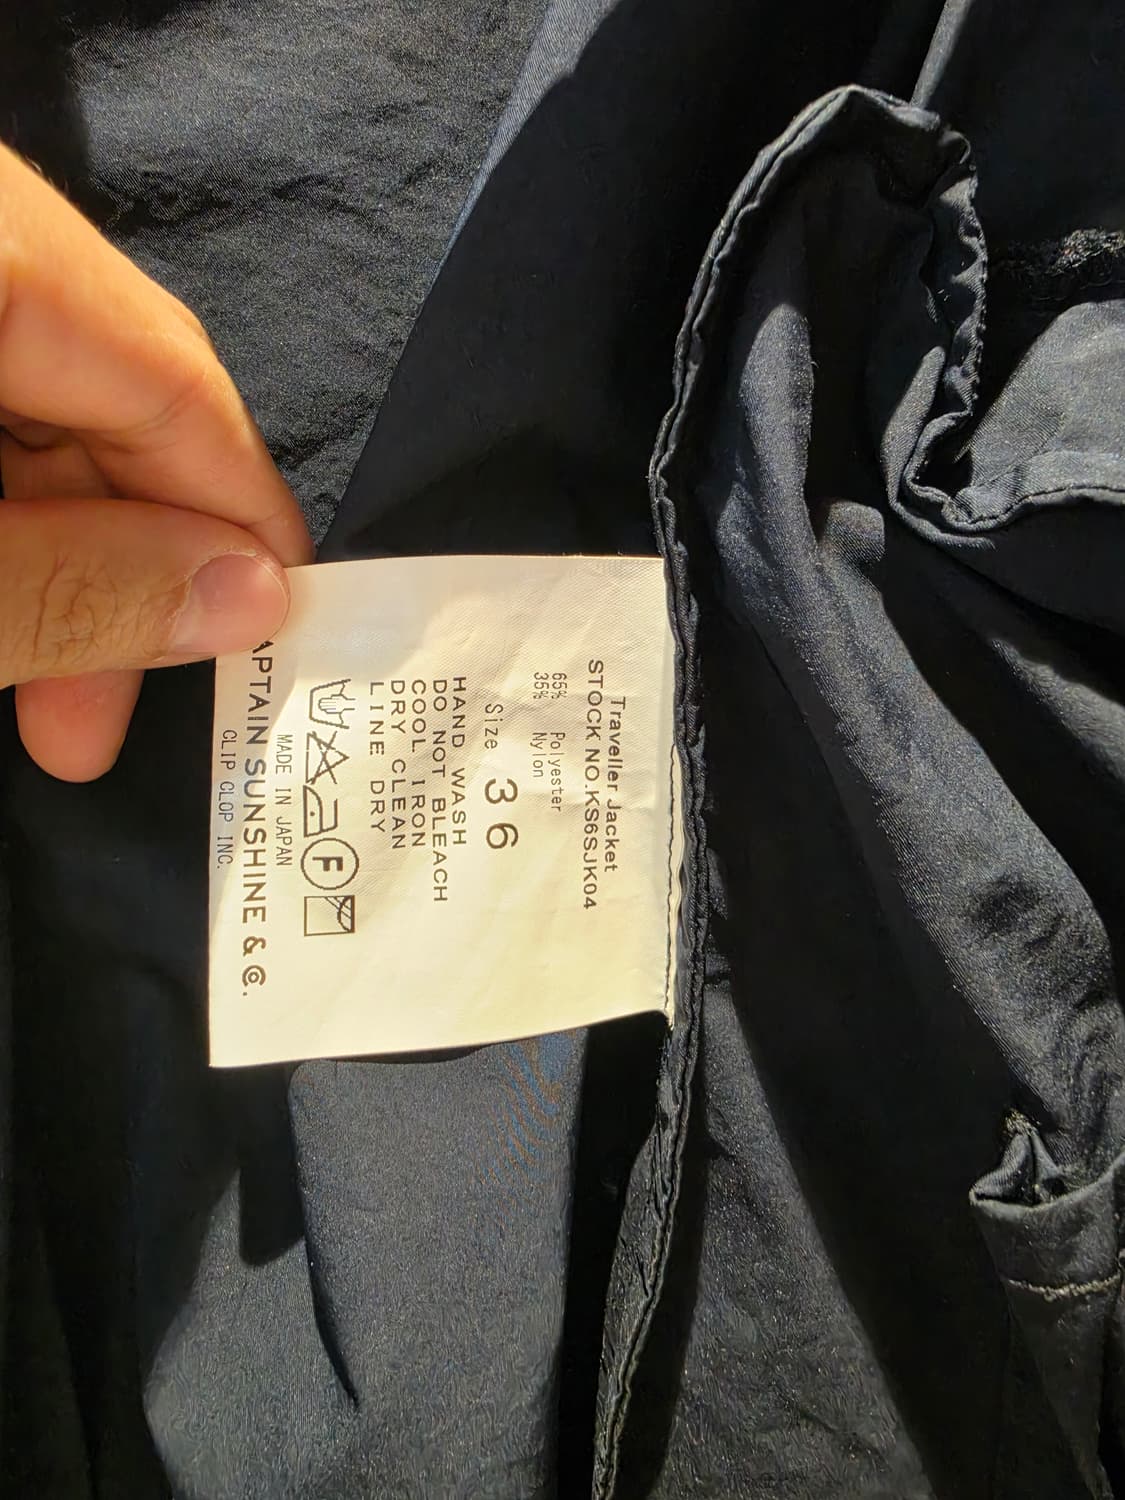 Traveller Jacket
STOCK NO.KS6SJK04
65% Polyester
35% Nylon
Size 36
HAND WASH
DO NOT BLEACH
COOL IRON
DRY CLEAN
LINE DRY
F
MADE IN JAPAN
APTAIN SUNSHINE & Co.
CLIP CLOP INC.